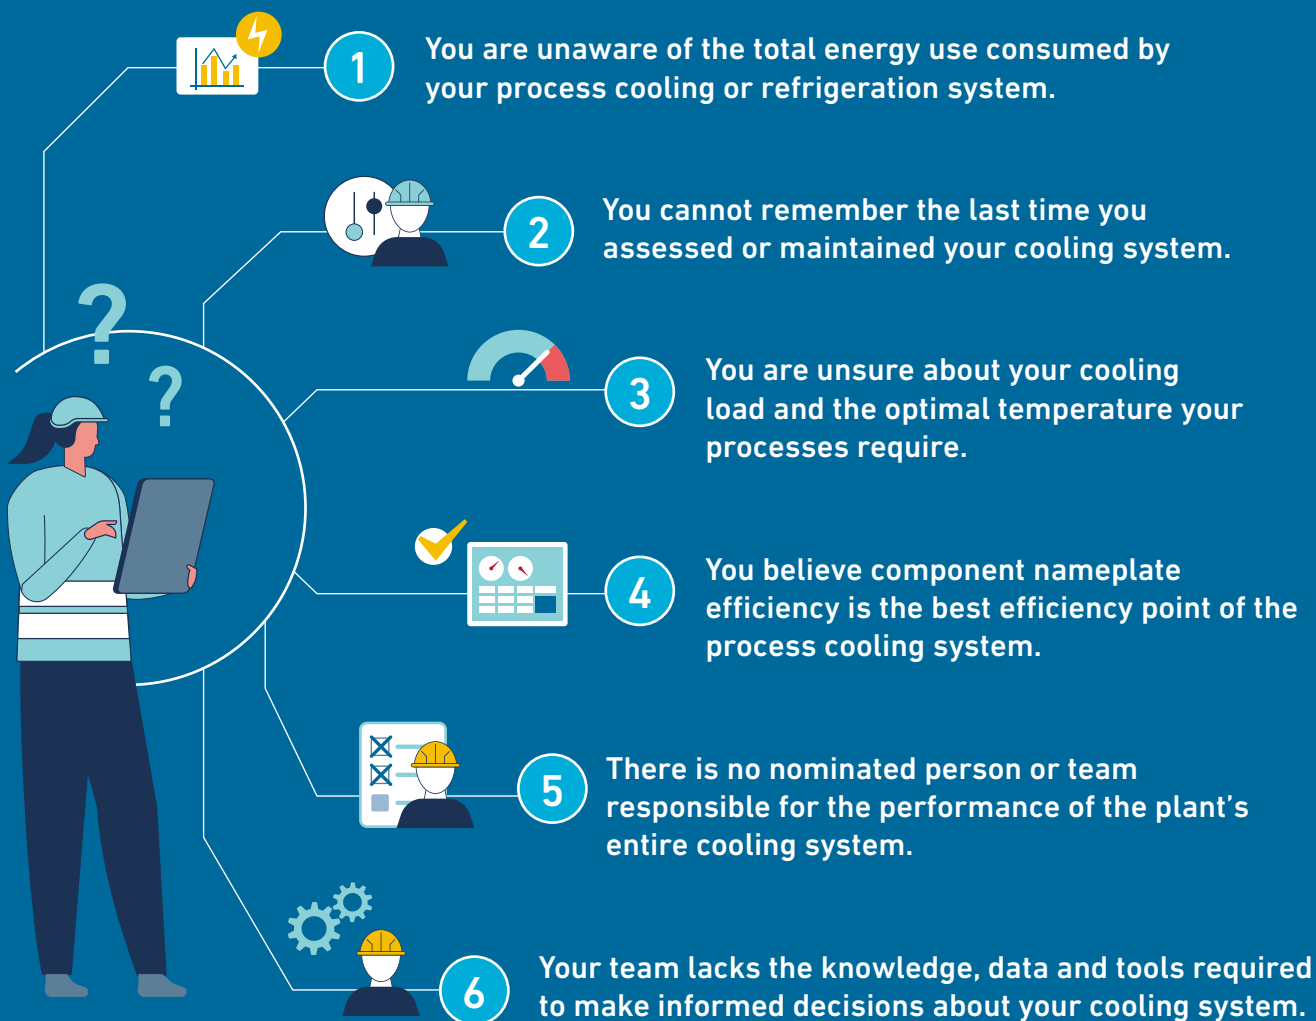 1
You are unaware of the total energy use consumed by
your process cooling or refrigeration system.
2
You cannot remember the last time you
assessed or maintained your cooling system.
?
?
3
You are unsure about your cooling
load and the optimal temperature your
processes require.
4
You believe component nameplate
efficiency is the best efficiency point of the
process cooling system.
5
There is no nominated person or team
responsible for the performance of the plant’s
entire cooling system.
6
Your team lacks the knowledge, data and tools required
to make informed decisions about your cooling system.